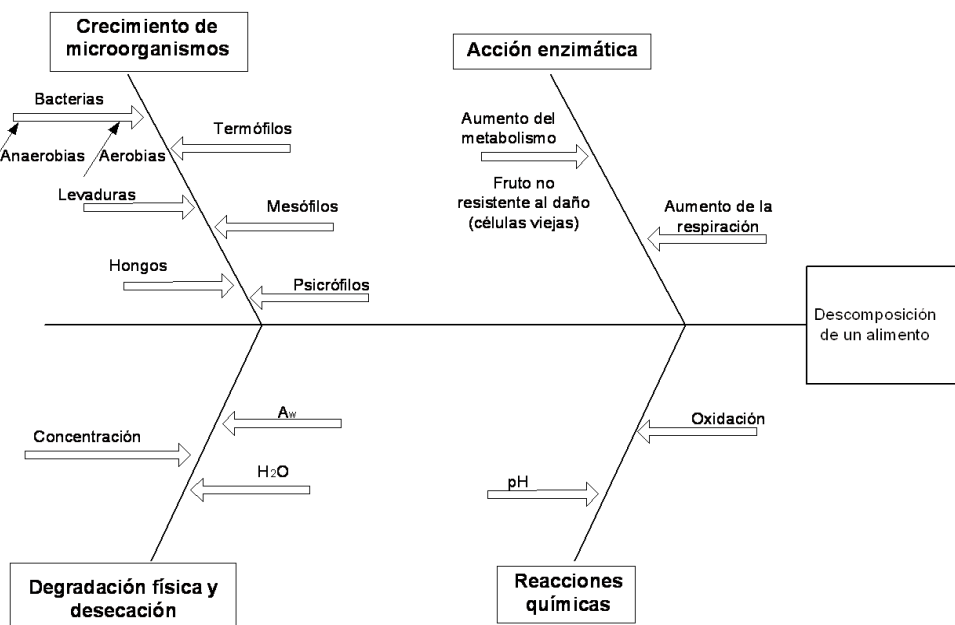 Crecimiento de
microorganismos
Acción enzimática
Bacterias
Anaerobias
Aerobias
Termófilos
Levaduras
Mesófilos
Hongos
Psicrófilos
Aumento del
metabolismo
Fruto no
resistente al daño
(células viejas)
Aumento de la
respiración
Descomposición
de un alimento
Aw
Concentración
H2O
Oxidación
pH
Degradación física y
desecación
Reacciones
químicas